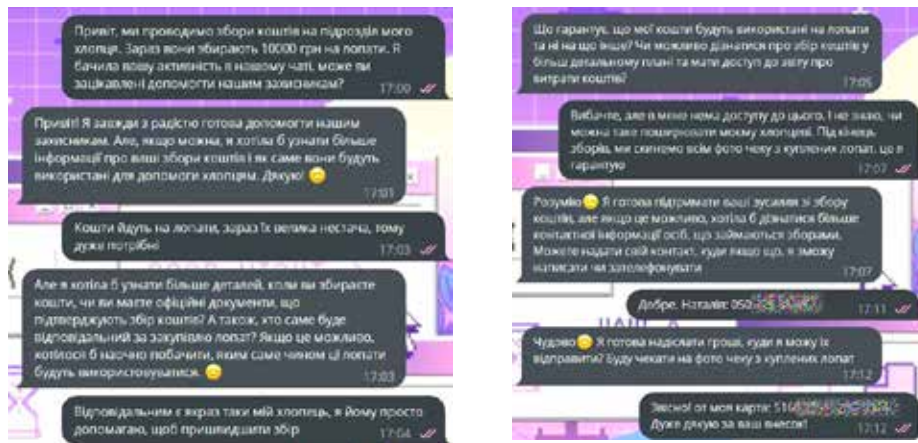 Привіт, ми проводимо збори коштів на підрозділ мого
хлопця. Зараз вони збирають 10000 грн на лопати. Я
бачила вашу активність в нашому чаті, може ви
зацікавлені допомогти нашим захисникам?
17:00
Привіт! Я завжди з радістю готова допомогти нашим
захисникам. Але, якщо можна, я хотіла б узнати більше
інформації про ваші збори коштів і як саме вони будуть
використані для допомоги хлопцям. Дякую! 😊
17:01
Кошти йдуть на лопати, зараз їх велика нестача, тому
дуже потрібні
17:03
Але я хотіла б узнати більше деталей, коли ви збираєте
кошти, чи ви маєте офіційні документи, що
підтверджують збір коштів? А також, хто саме буде
відповідальний за закупівлю лопат? Якщо це можливо,
хотілося б наочно побачити, яким саме чином ці лопати
будуть використовуватися. 😊
17:03
Відповідальним є якраз таки мій хлопець, я йому просто
допомагаю, щоб пришвидшити збір
17:04
Що гарантує, що мої кошти будуть використані на лопати
та ні на що інше? Чи можливо дізнатися про збір коштів у
більш детальному плані та мати доступ до звіту про
витрати коштів?
17:05
Вибачте, але в мене нема доступу до цього. І не знаю, чи
можна таке поширювати моєму хлопцеві. Під кінець
зборів, ми скинемо всім фото чеку з куплених лопат, це я
гарантую
17:07
Розумію😊 Я готова підтримати ваші зусилля зі збору
коштів, але якщо це можливо, хотіла б дізнатися більше
контактної інформації осіб, що займаються зборами.
Можете надати свій контакт, куди якщо що, я зможу
написати чи зателефонувати
17:07
Добре, Наталія: 050
17:11
Чудово😊 Я готова надіслати гроші, куди я можу їх
відправити? Буду чекати на фото чеку з куплених лопат
17:12
Звісно! от моя карта: 516
Дуже дякую за ваш внесок!
17:12